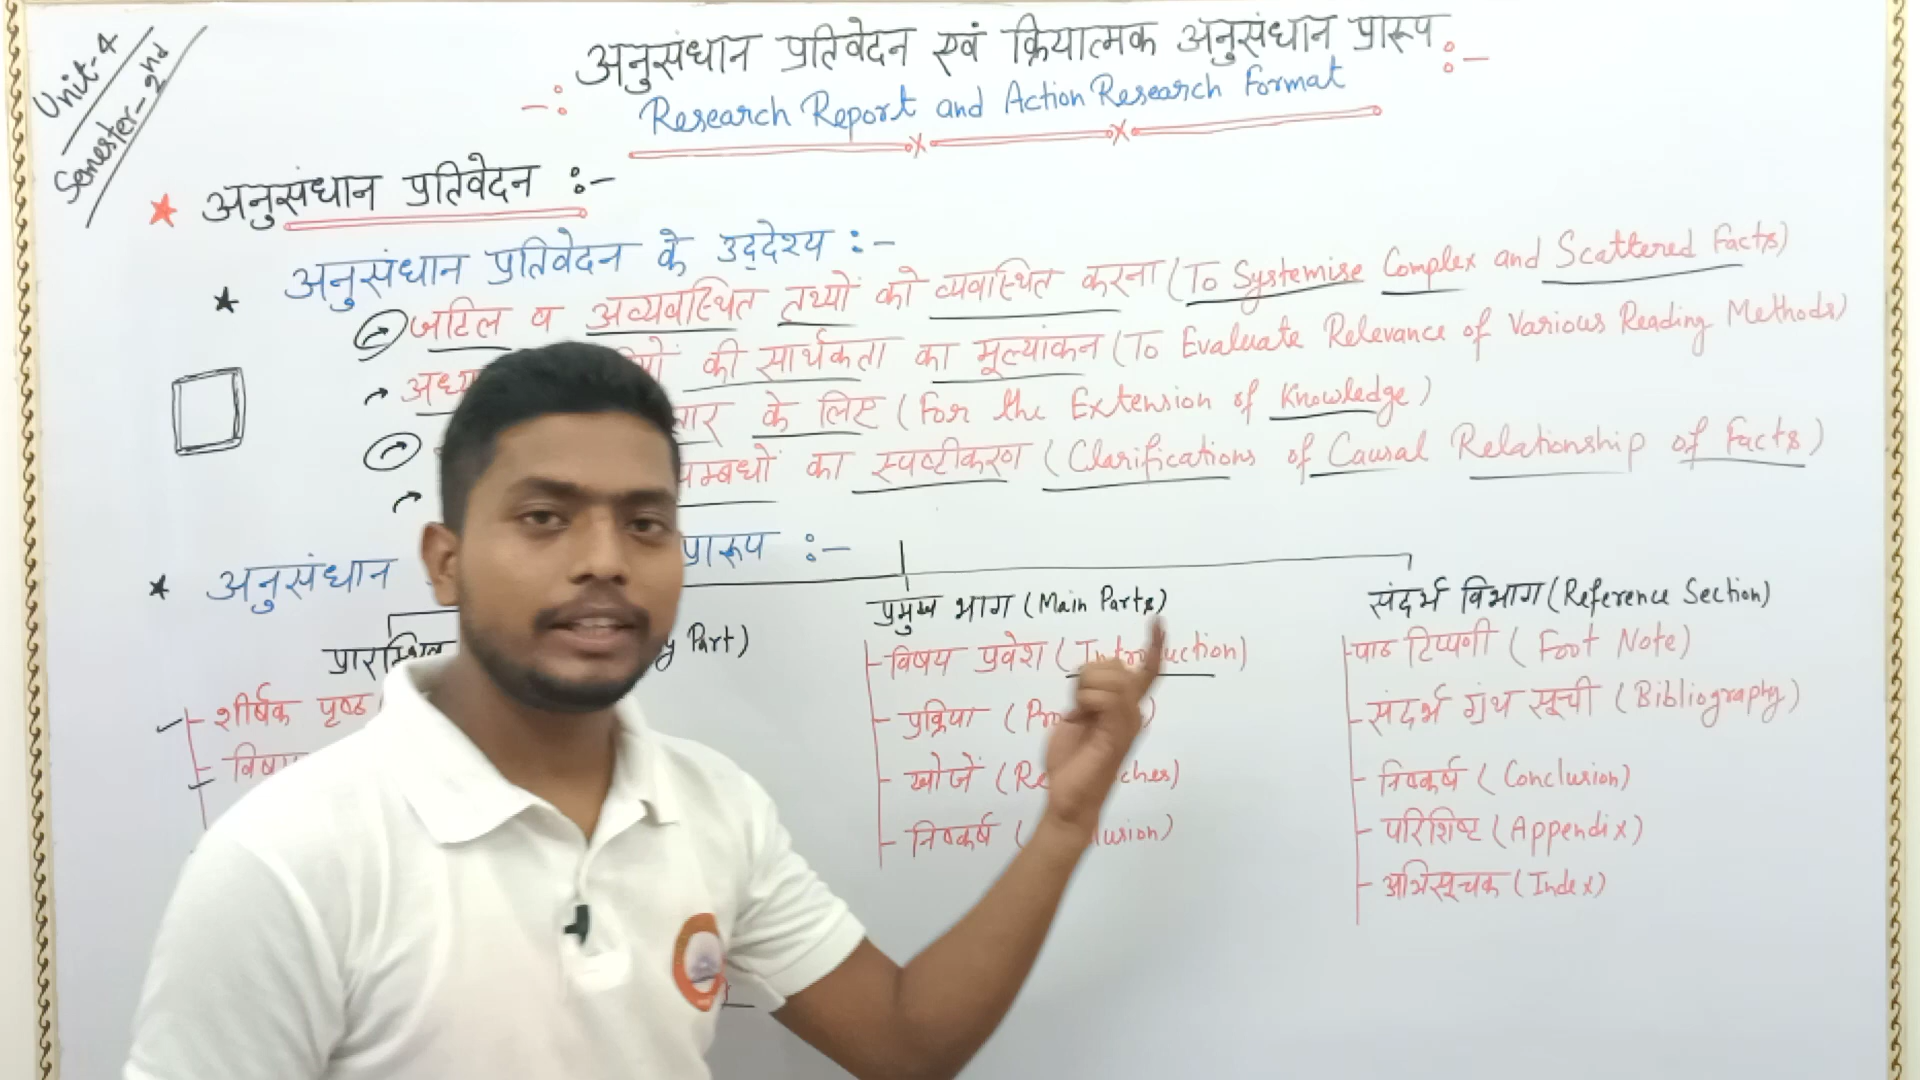 Unit-4
Semester-2nd
-: अनुसंधान प्रतिवेदन एवं क्रियात्मक अनुसंधान प्रारूप :-
Research Report and Action Research Format
★ अनुसंधान प्रतिवेदन :-
★ अनुसंधान प्रतिवेदन के उद्देश्य :-
→ जटिल व अव्यवस्थित तथ्यों को व्यवस्थित करना (To Systemise Complex and Scattered Facts)
→ की सार्थकता का मूल्यांकन (To Evaluate Relevance of Various Reading Methods)
→ के लिए (For the Extension of Knowledge)
→ का स्पष्टीकरण (Clarifications of Causal Relationship of Facts)
★ अनुसंधान प्रारूप :-
Part)
शीर्षक पृष्ठ
प्रमुख भाग (Main Parts)
विषय प्रवेश (Introduction)
प्रक्रिया
खोजें
निष्कर्ष
संदर्भ विभाग (Reference Section)
पाद टिप्पणी (Foot Note)
संदर्भ ग्रंथ सूची (Bibliography)
निष्कर्ष (Conclusion)
परिशिष्ट (Appendix)
अभिसूचक (Index)